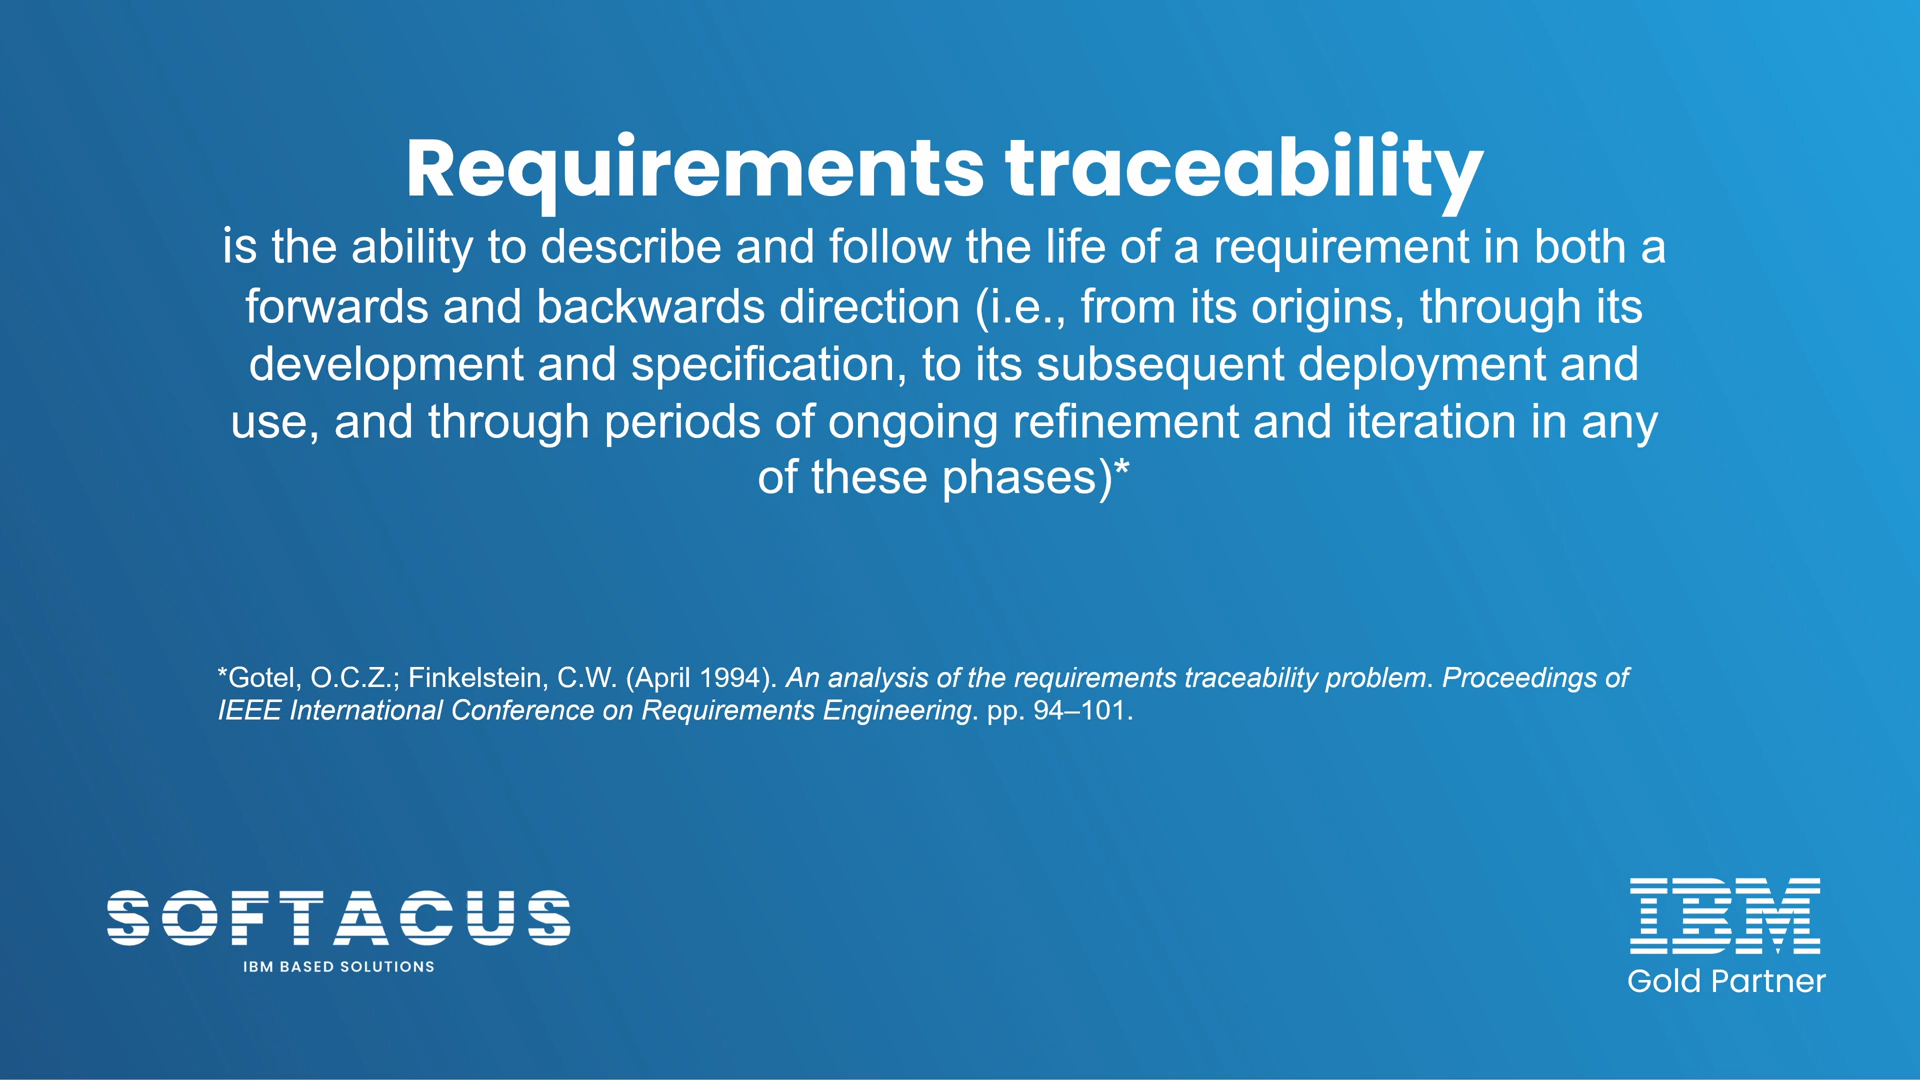 Requirements traceability
is the ability to describe and follow the life of a requirement in both a
forwards and backwards direction (i.e., from its origins, through its
development and specification, to its subsequent deployment and
use, and through periods of ongoing refinement and iteration in any
of these phases)*
*Gotel, O.C.Z.; Finkelstein, C.W. (April 1994). An analysis of the requirements traceability problem. Proceedings of
IEEE International Conference on Requirements Engineering. pp. 94–101.
SOFTACUS
IBM BASED SOLUTIONS
IBM
Gold Partner